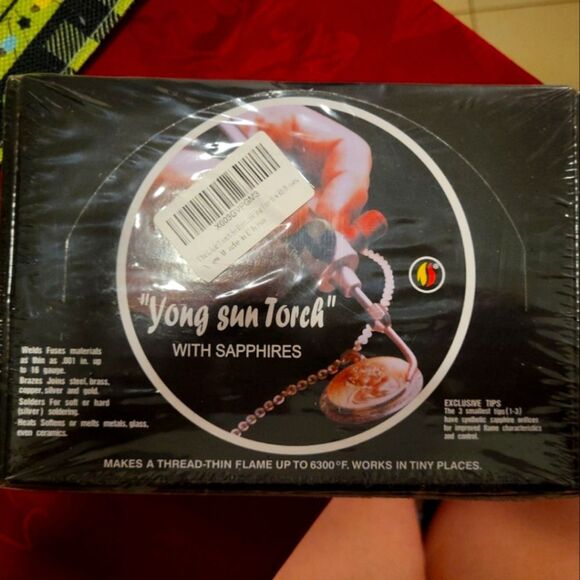 "Yong sun Torch"
WITH SAPPHIRES
Welds Fuses materials
as thin as .001 in. up
to 16 gauge.
Brazes Joins steel, brass,
copper, silver and gold.
Solders For soft or hard
(silver) soldering.
Heats Softens or melts metals, glass,
even ceramics.
EXCLUSIVE TIPS
The 3 smallest tips (1-3)
have synthetic sapphire orifices
for improved flame characteristics
and control.
MAKES A THREAD-THIN FLAME UP TO 6300°F. WORKS IN TINY PLACES.